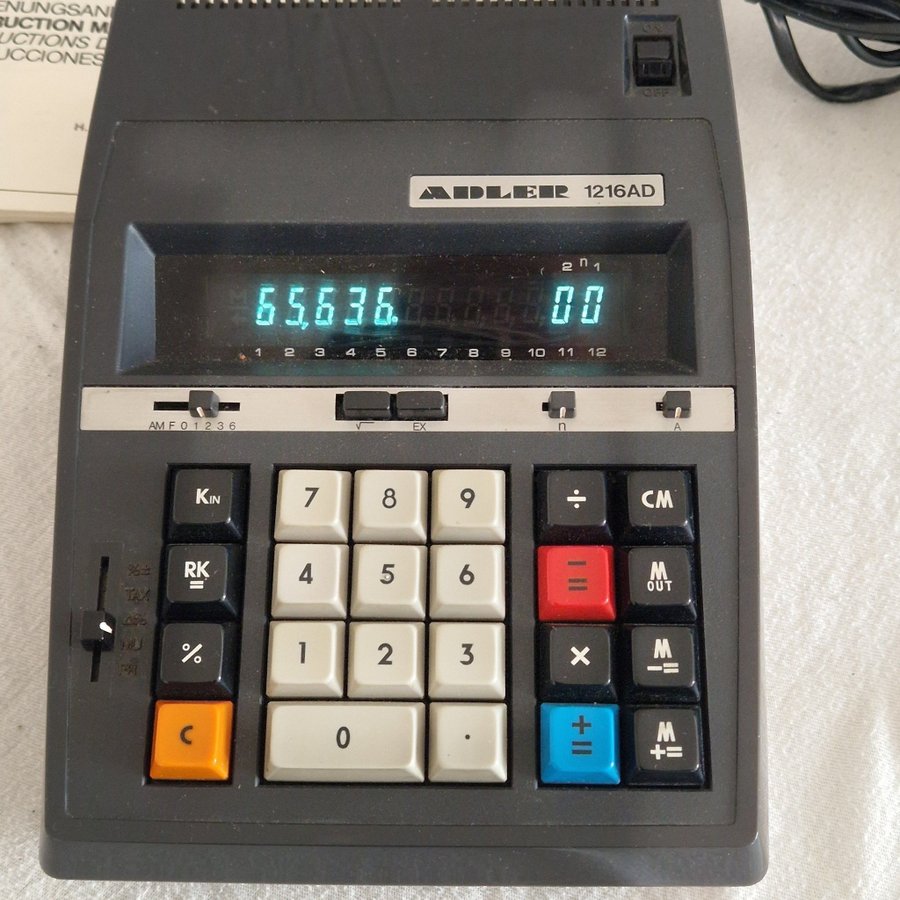 ENUNGSAN
RUCTION M
UCTIONS D
UCCIONES
H.
ON
OFF
ADLER 1216AD
2 n 1
65,636. 00
1 2 3 4 5 6 7 8 9 10 11 12
AM F 0 1 2 3 6 √ EX n A
KIN 7 8 9 ÷ CM
%±
RK = 4 5 6 − = M OUT
TAX
% 1 2 3 × M −=
C 0 . + = M +=